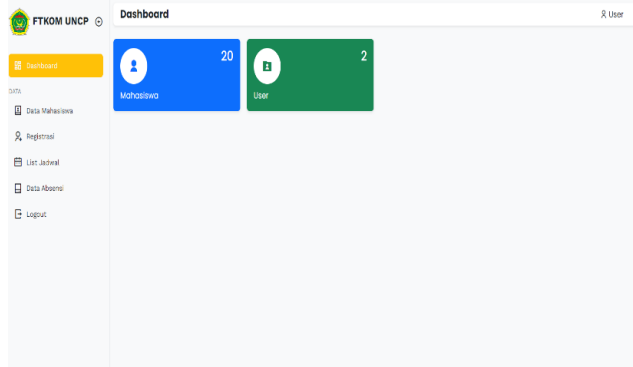 FTKOM UNCP
Dashboard
User
Dashboard
DATA
Data Mahasiswa
Registrasi
List Jadwal
Data Absensi
Logout
20
Mahasiswa
2
User